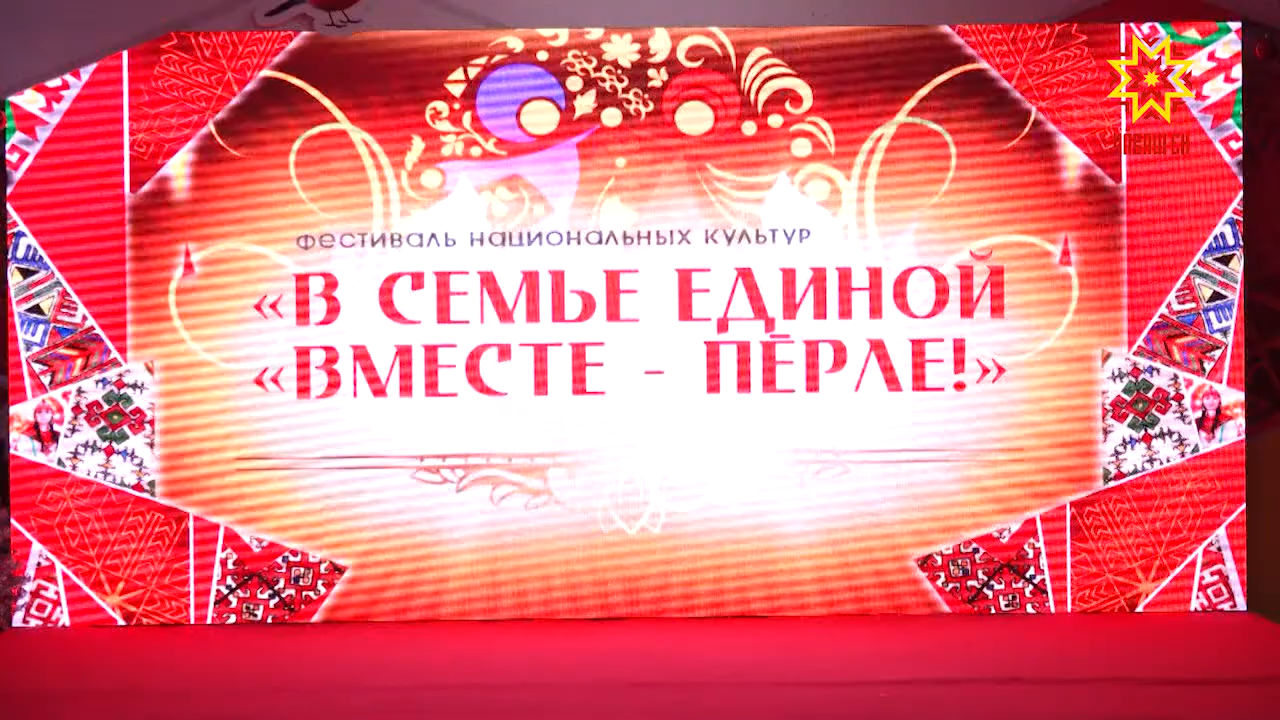 фестиваль национальных культур
«В СЕМЬЕ ЕДИНОЙ
«ВМЕСТЕ - ПĔРЛЕ!»